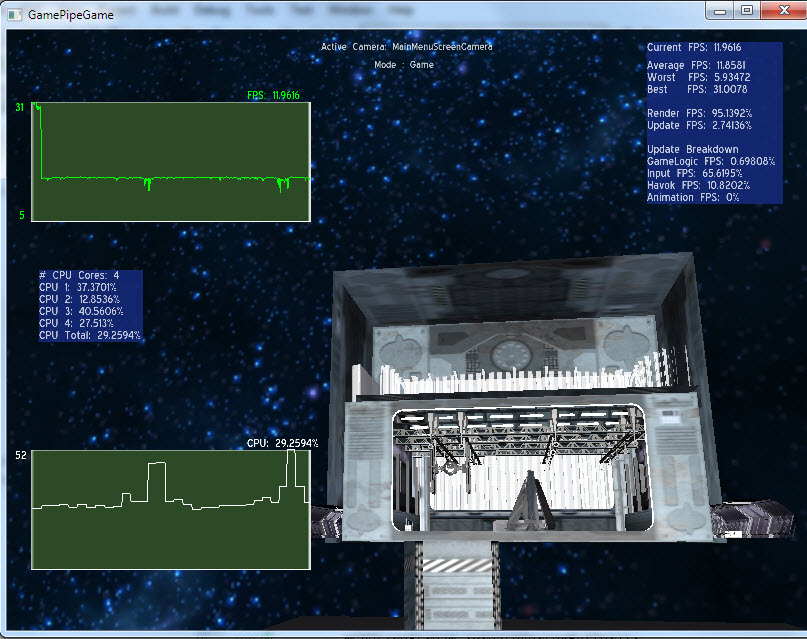 GamePipeGame
Active Camera: MainMenuScreenCamera
Mode : Game
Current FPS: 11.9616
Average FPS: 11.8581
Worst FPS: 5.93472
Best FPS: 31.0078
Render FPS: 95.1392%
Update FPS: 2.74136%
Update Breakdown
GameLogic FPS: 0.69808%
Input FPS: 65.6195%
Havok FPS: 10.8202%
Animation FPS: 0%
FPS: 11.9616
31
5
# CPU Cores: 4
CPU 1: 37.3701%
CPU 2: 12.8536%
CPU 3: 40.5606%
CPU 4: 27.513%
CPU Total: 29.2594%
CPU: 29.2594%
52